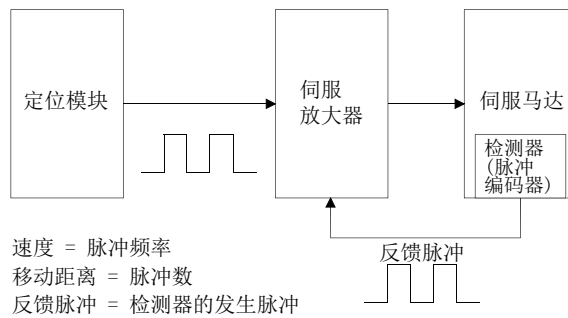 定位模块
伺服
放大器
伺服马达
检测器
(脉冲
编码器)
反馈脉冲
速度 = 脉冲频率
移动距离 = 脉冲数
反馈脉冲 = 检测器的发生脉冲